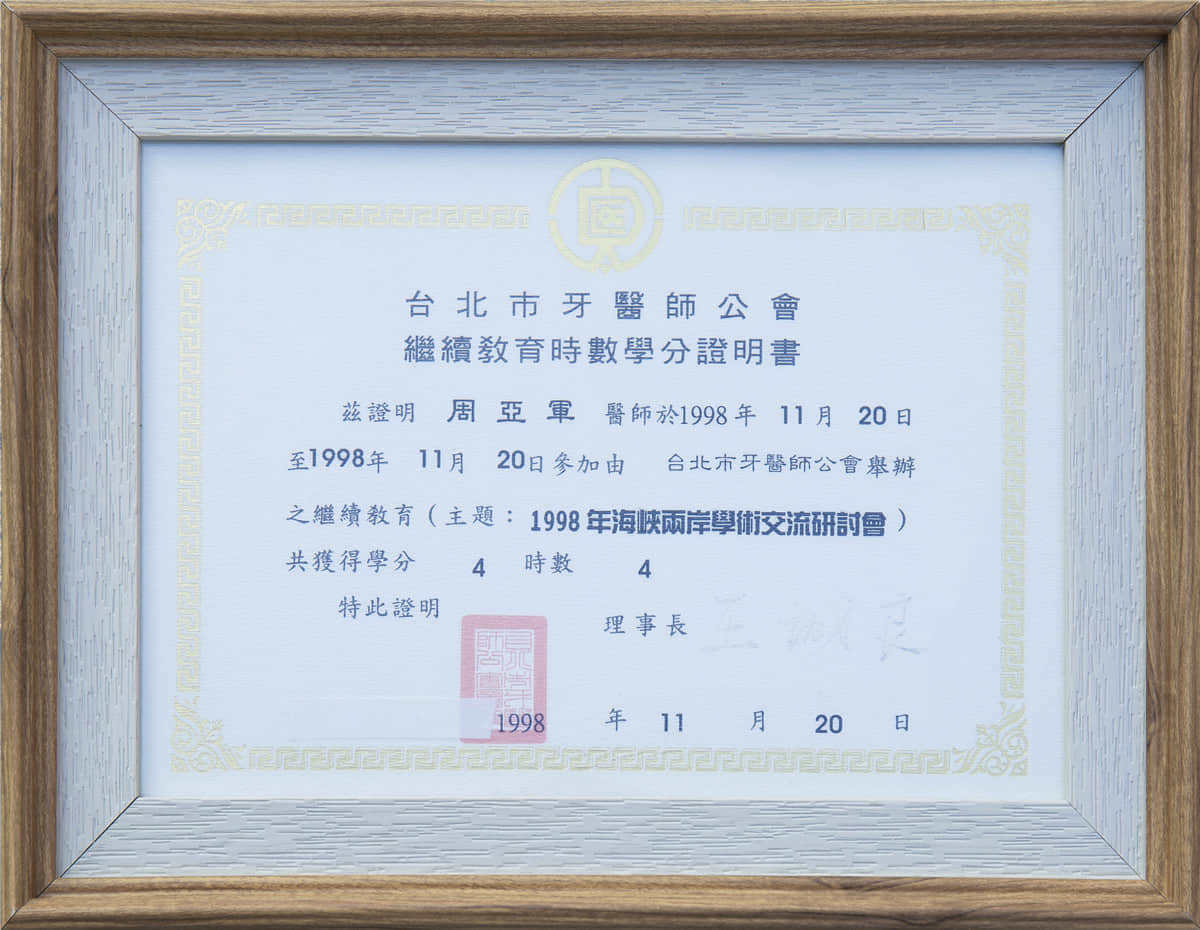 台北市牙醫師公會
繼續教育時數學分證明書
茲證明 周亞軍 醫師於1998年 11月 20日
至1998年 11月 20日參加由 台北市牙醫師公會舉辦
之繼續教育（主題：1998年海峽兩岸學術交流研討會）
共獲得學分 4 時數 4
特此證明
理事長
1998 年 11 月 20 日